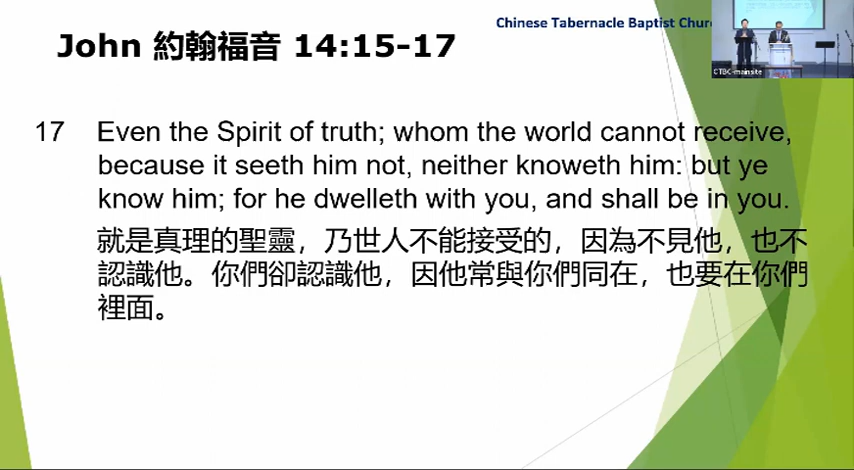 Chinese Tabernacle Baptist Chur
John 約翰福音 14:15-17
CTBC-mainsite
17 Even the Spirit of truth; whom the world cannot receive,
because it seeth him not, neither knoweth him: but ye
know him; for he dwelleth with you, and shall be in you.
就是真理的聖靈，乃世人不能接受的，因為不見他，也不
認識他。你們卻認識他，因他常與你們同在，也要在你們
裡面。